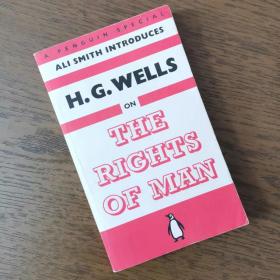 A PENGUIN SPECIAL
ALI SMITH INTRODUCES
H. G. WELLS
ON
THE
RIGHTS
OF MAN